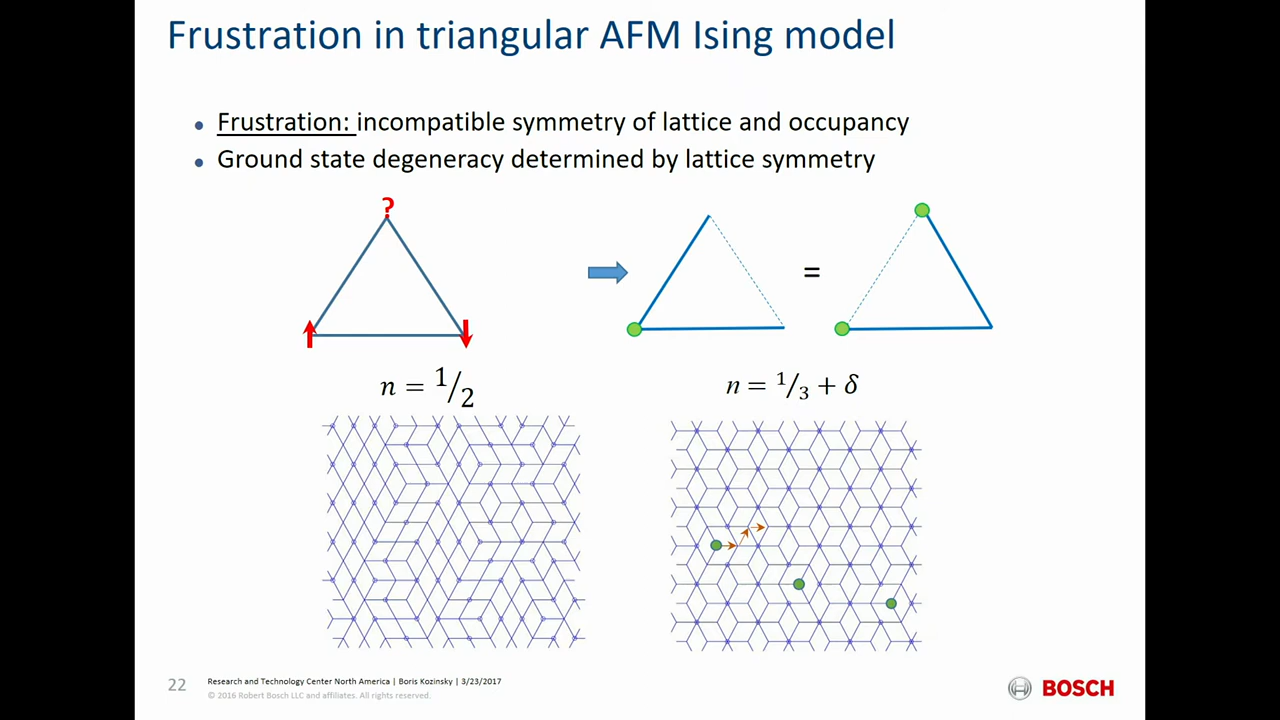 Frustration in triangular AFM Ising model
• Frustration: incompatible symmetry of lattice and occupancy
• Ground state degeneracy determined by lattice symmetry
?
=
n = 1/2
n = 1/3 + δ
22
Research and Technology Center North America | Boris Kozinsky | 3/23/2017
© 2016 Robert Bosch LLC and affiliates. All rights reserved.
BOSCH